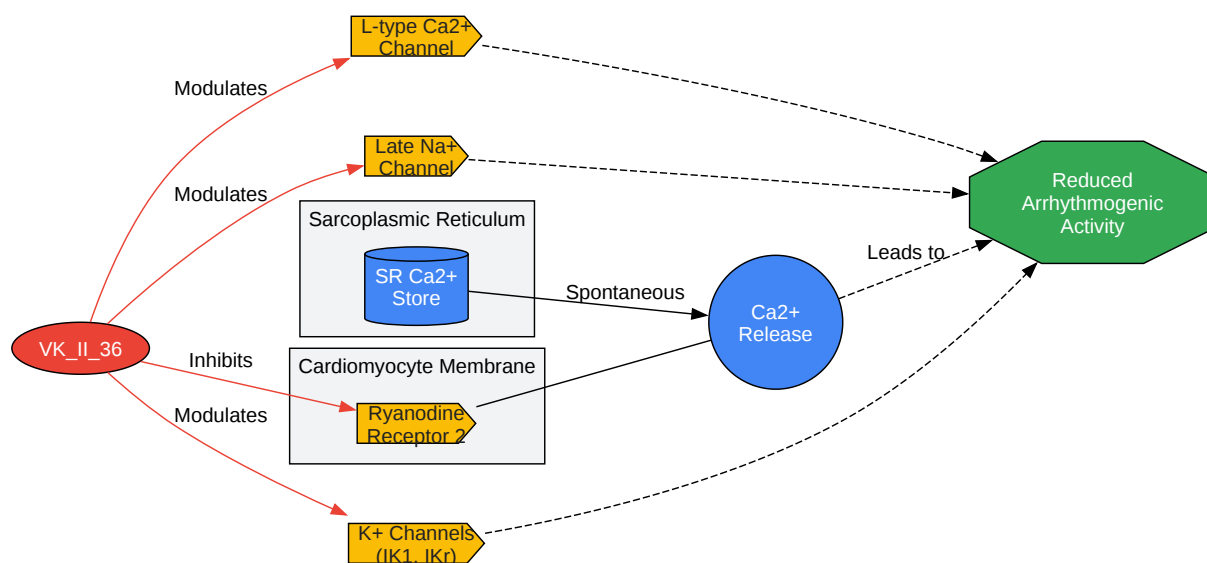 L-type Ca2+
Channel
Modulates
Late Na+
Channel
Modulates
Sarcoplasmic Reticulum
SR Ca2+
Store
Spontaneous
Ca2+
Release
Leads to
Reduced
Arrhythmogenic
Activity
VK_II_36
Inhibits
Cardiomyocyte Membrane
Ryanodine
Receptor 2
Modulates
K+ Channels
(IK1, IKr)